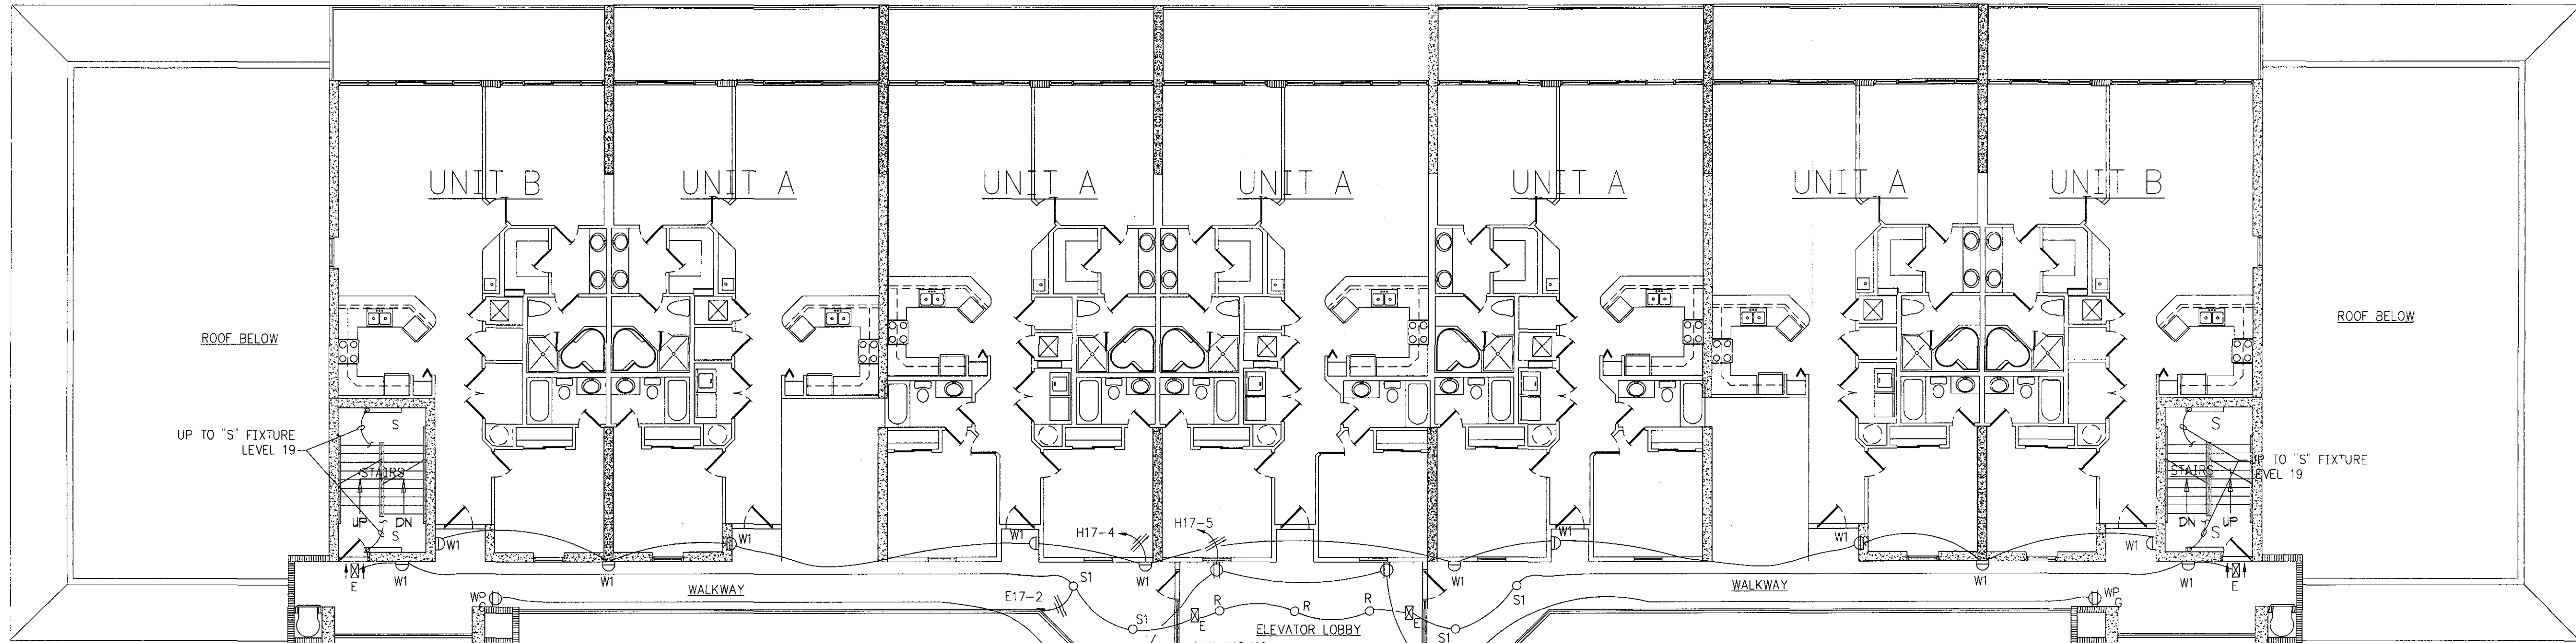 UNIT B
UNIT A
UNIT A
UNIT A
UNIT A
UNIT A
UNIT B
ROOF BELOW
ROOF BELOW
UP TO "S" FIXTURE
LEVEL 19
S
STAIRS
UP
DN
S
S
UP TO "S" FIXTURE
LEVEL 19
STAIRS
DN
UP
S
W1
W1
W1
H17-4
H17-5
W1
W1
W1
E
W1
W1
W1
W1
W1
W1
E
WP
G
WALKWAY
E17-2
S1
S1
E
R
R
R
E
S1
S1
WALKWAY
WP
G
ELEVATOR LOBBY